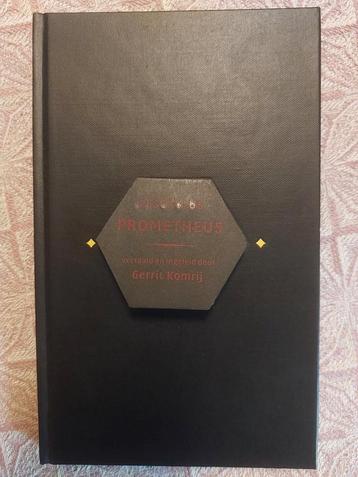 PROMETHEUS
vertaald en ingeleid door
Gerrit Komrij